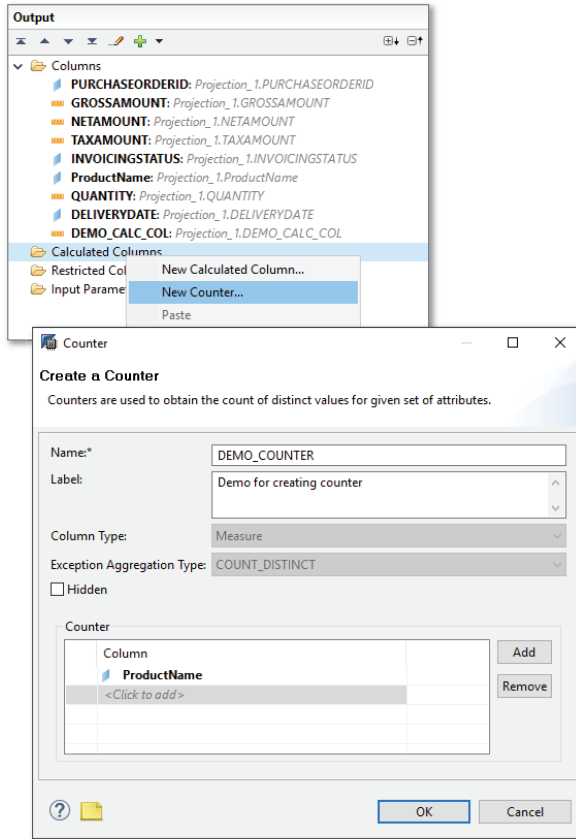 Output
Columns
PURCHASEORDERID: Projection_1.PURCHASEORDERID
GROSSAMOUNT: Projection_1.GROSSAMOUNT
NETAMOUNT: Projection_1.NETAMOUNT
TAXAMOUNT: Projection_1.TAXAMOUNT
INVOICINGSTATUS: Projection_1.INVOICINGSTATUS
ProductName: Projection_1.ProductName
QUANTITY: Projection_1.QUANTITY
DELIVERYDATE: Projection_1.DELIVERYDATE
DEMO_CALC_COL: Projection_1.DEMO_CALC_COL
Calculated Columns
Restricted Col
Input Parame
New Calculated Column...
New Counter...
Paste
Counter
Create a Counter
Counters are used to obtain the count of distinct values for given set of attributes.
Name:* DEMO_COUNTER
Label: Demo for creating counter
Column Type: Measure
Exception Aggregation Type: COUNT_DISTINCT
Hidden
Counter
Column
ProductName
<Click to add>
Add
Remove
OK Cancel